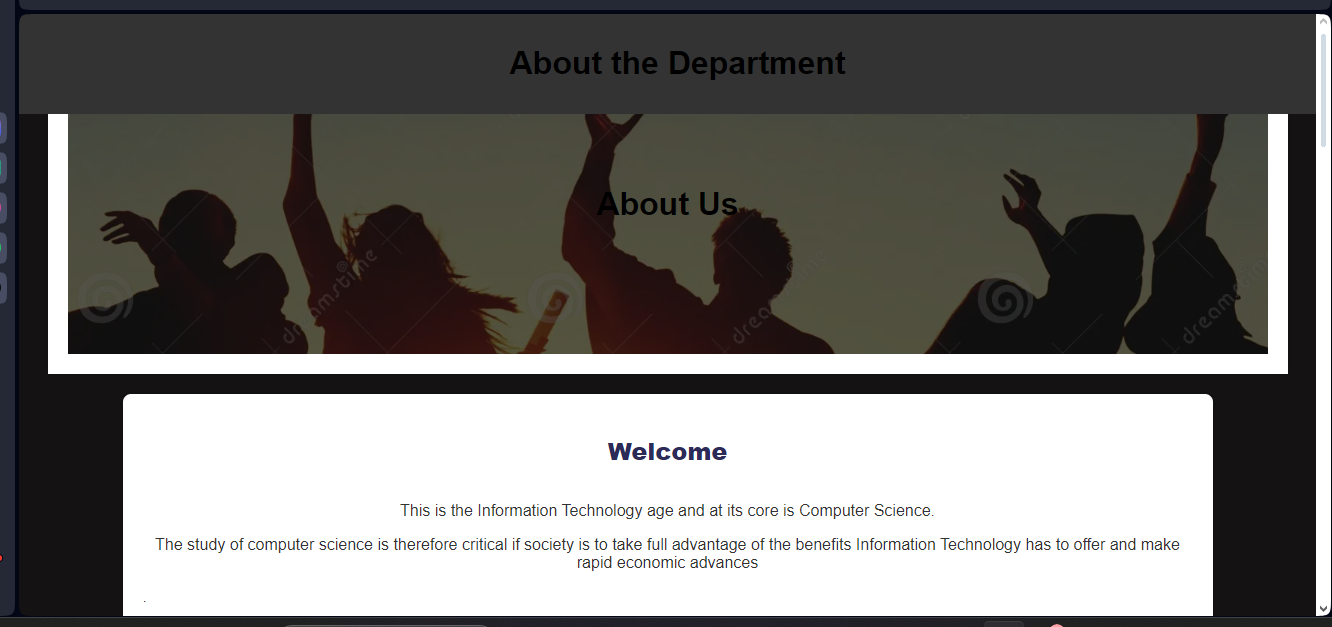 About the Department
About Us
dreamstime
dreamstime
dreamstime
Welcome
This is the Information Technology age and at its core is Computer Science.
The study of computer science is therefore critical if society is to take full advantage of the benefits Information Technology has to offer and make
rapid economic advances
.